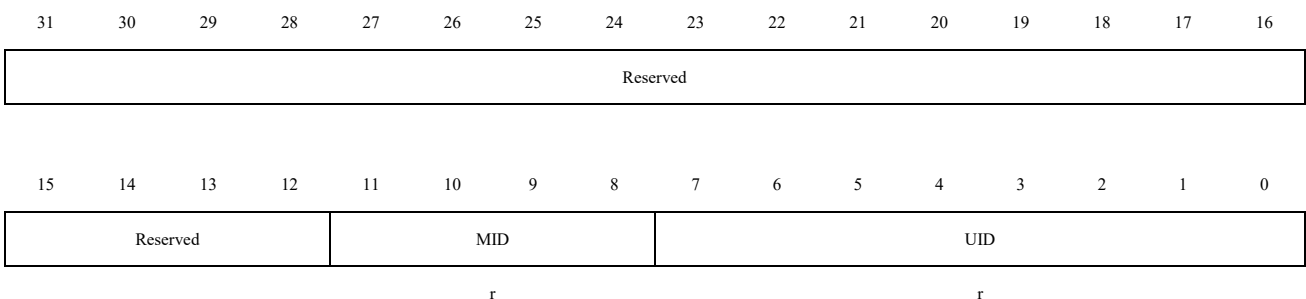 31 30 29 28 27 26 25 24 23 22 21 20 19 18 17 16
Reserved
15 14 13 12 11 10 9 8 7 6 5 4 3 2 1 0
Reserved MID UID
r r